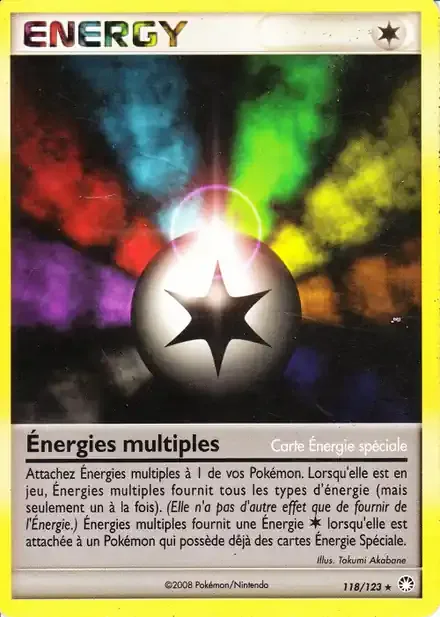 ENERGY
Énergies multiples
Carte Énergie spéciale
Attachez Énergies multiples à 1 de vos Pokémon. Lorsqu'elle est en
jeu, Énergies multiples fournit tous les types d'énergie (mais
seulement un à la fois). (Elle n'a pas d'autre effet que de fournir de
l'Énergie.) Énergies multiples fournit une Énergie ✶ lorsqu'elle est
attachée à un Pokémon qui possède déjà des cartes Énergie Spéciale.
Illus. Takumi Akabane
©2008 Pokémon/Nintendo
118/123 ★